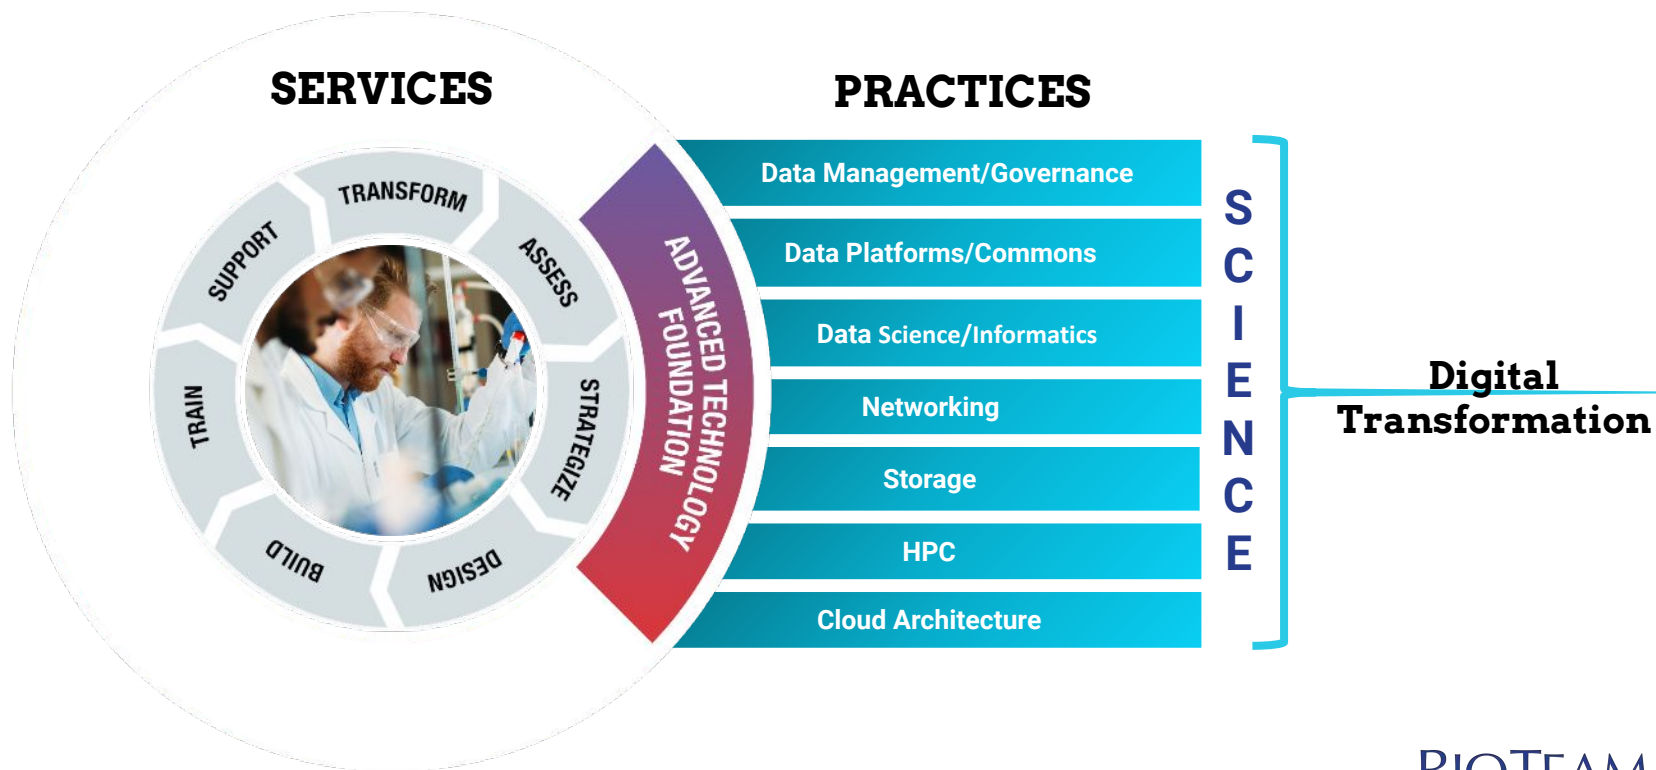 SERVICES
TRANSFORM
ASSESS
STRATEGIZE
DESIGN
BUILD
TRAIN
SUPPORT
ADVANCED TECHNOLOGY
FOUNDATION
PRACTICES
Data Management/Governance
Data Platforms/Commons
Data Science/Informatics
Networking
Storage
HPC
Cloud Architecture
S
C
I
E
N
C
E
Digital
Transformation
BIOTEAM